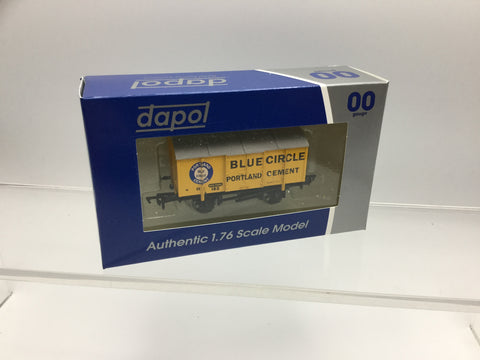 dapol
dapol
00
gauge
BLUE CIRCLE
PORTLAND CEMENT
Authentic 1.76 Scale Model